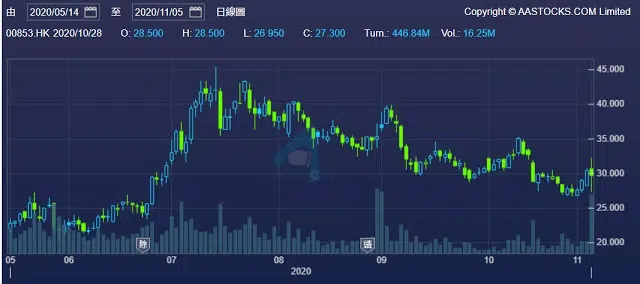 由 2020/05/14 至 2020/11/05 日線圖 Copyright © AASTOCKS.COM Limited
00853.HK 2020/10/28 O: 28.500 H: 28.500 L: 26.950 C: 27.300 Turn.: 446.84M Vol.: 16.25M
45.000
40.000
35.000
30.000
25.000
20.000
除
05 06 07 08 09 10 11
2020